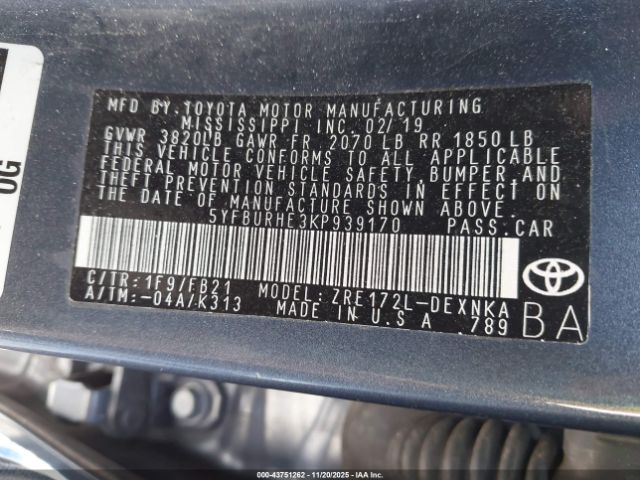 OG
MFD BY TOYOTA MOTOR MANUFACTURING
MISSISSIPPI INC. 02/19
GVWR 3820LB GAWR FR 2070 LB RR 1850 LB
THIS VEHICLE CONFORMS TO ALL APPLICABLE
FEDERAL MOTOR VEHICLE SAFETY, BUMPER, AND
THEFT PREVENTION STANDARDS IN EFFECT ON
THE DATE OF MANUFACTURE SHOWN ABOVE.
5YFBURHE3KP939170 PASS.CAR
C/TR: 1F9/FB21 MODEL: ZRE172L-DEXNKA
A/TM: -04A/K313 MADE IN U.S.A .789
BA
000-43751262 - 11/20/2025 - IAAI